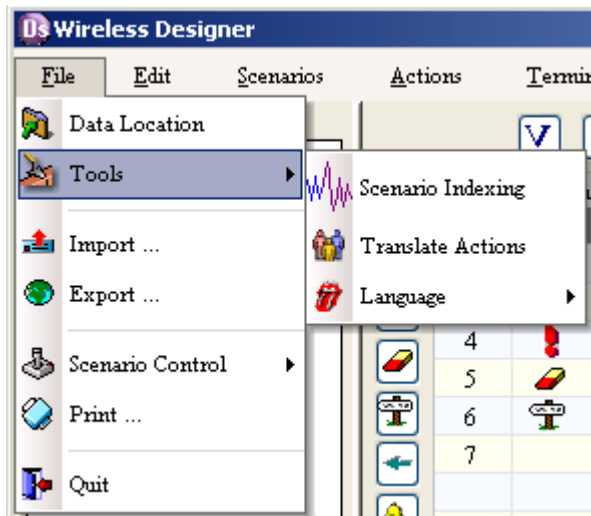 Ds Wireless Designer
File Edit Scenarios Actions
Data Location
Tools
Scenario Indexing
Translate Actions
Language
Import ...
Export ...
Scenario Control
Print ...
Quit
V
4
5
6
7